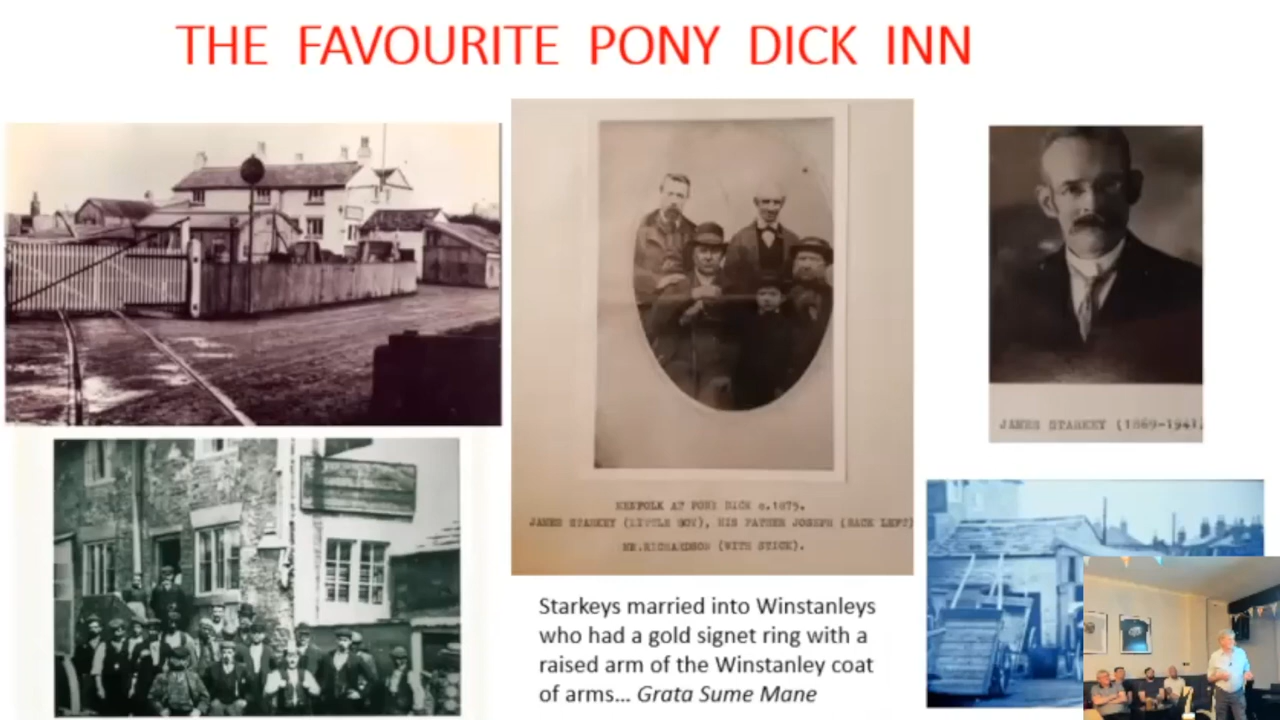 THE FAVOURITE PONY DICK INN
MENFOLK AT PONY DICK c.1875.
JAMES STARKEY (LITTLE BOY), HIS FATHER JOSEPH (BACK LEFT)
MR.RICHARDSON (WITH STICK).
JAMES STARKEY (1869-1941)
Starkeys married into Winstanleys
who had a gold signet ring with a
raised arm of the Winstanley coat
of arms... Grata Sume Mane